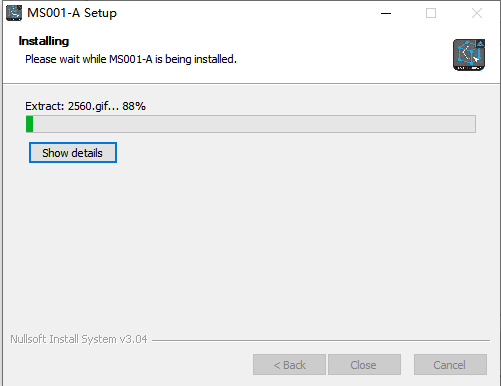 MS001-A Setup
Installing
Please wait while MS001-A is being installed.
Extract: 2560.gif... 88%
Show details
Nullsoft Install System v3.04
< Back
Close
Cancel